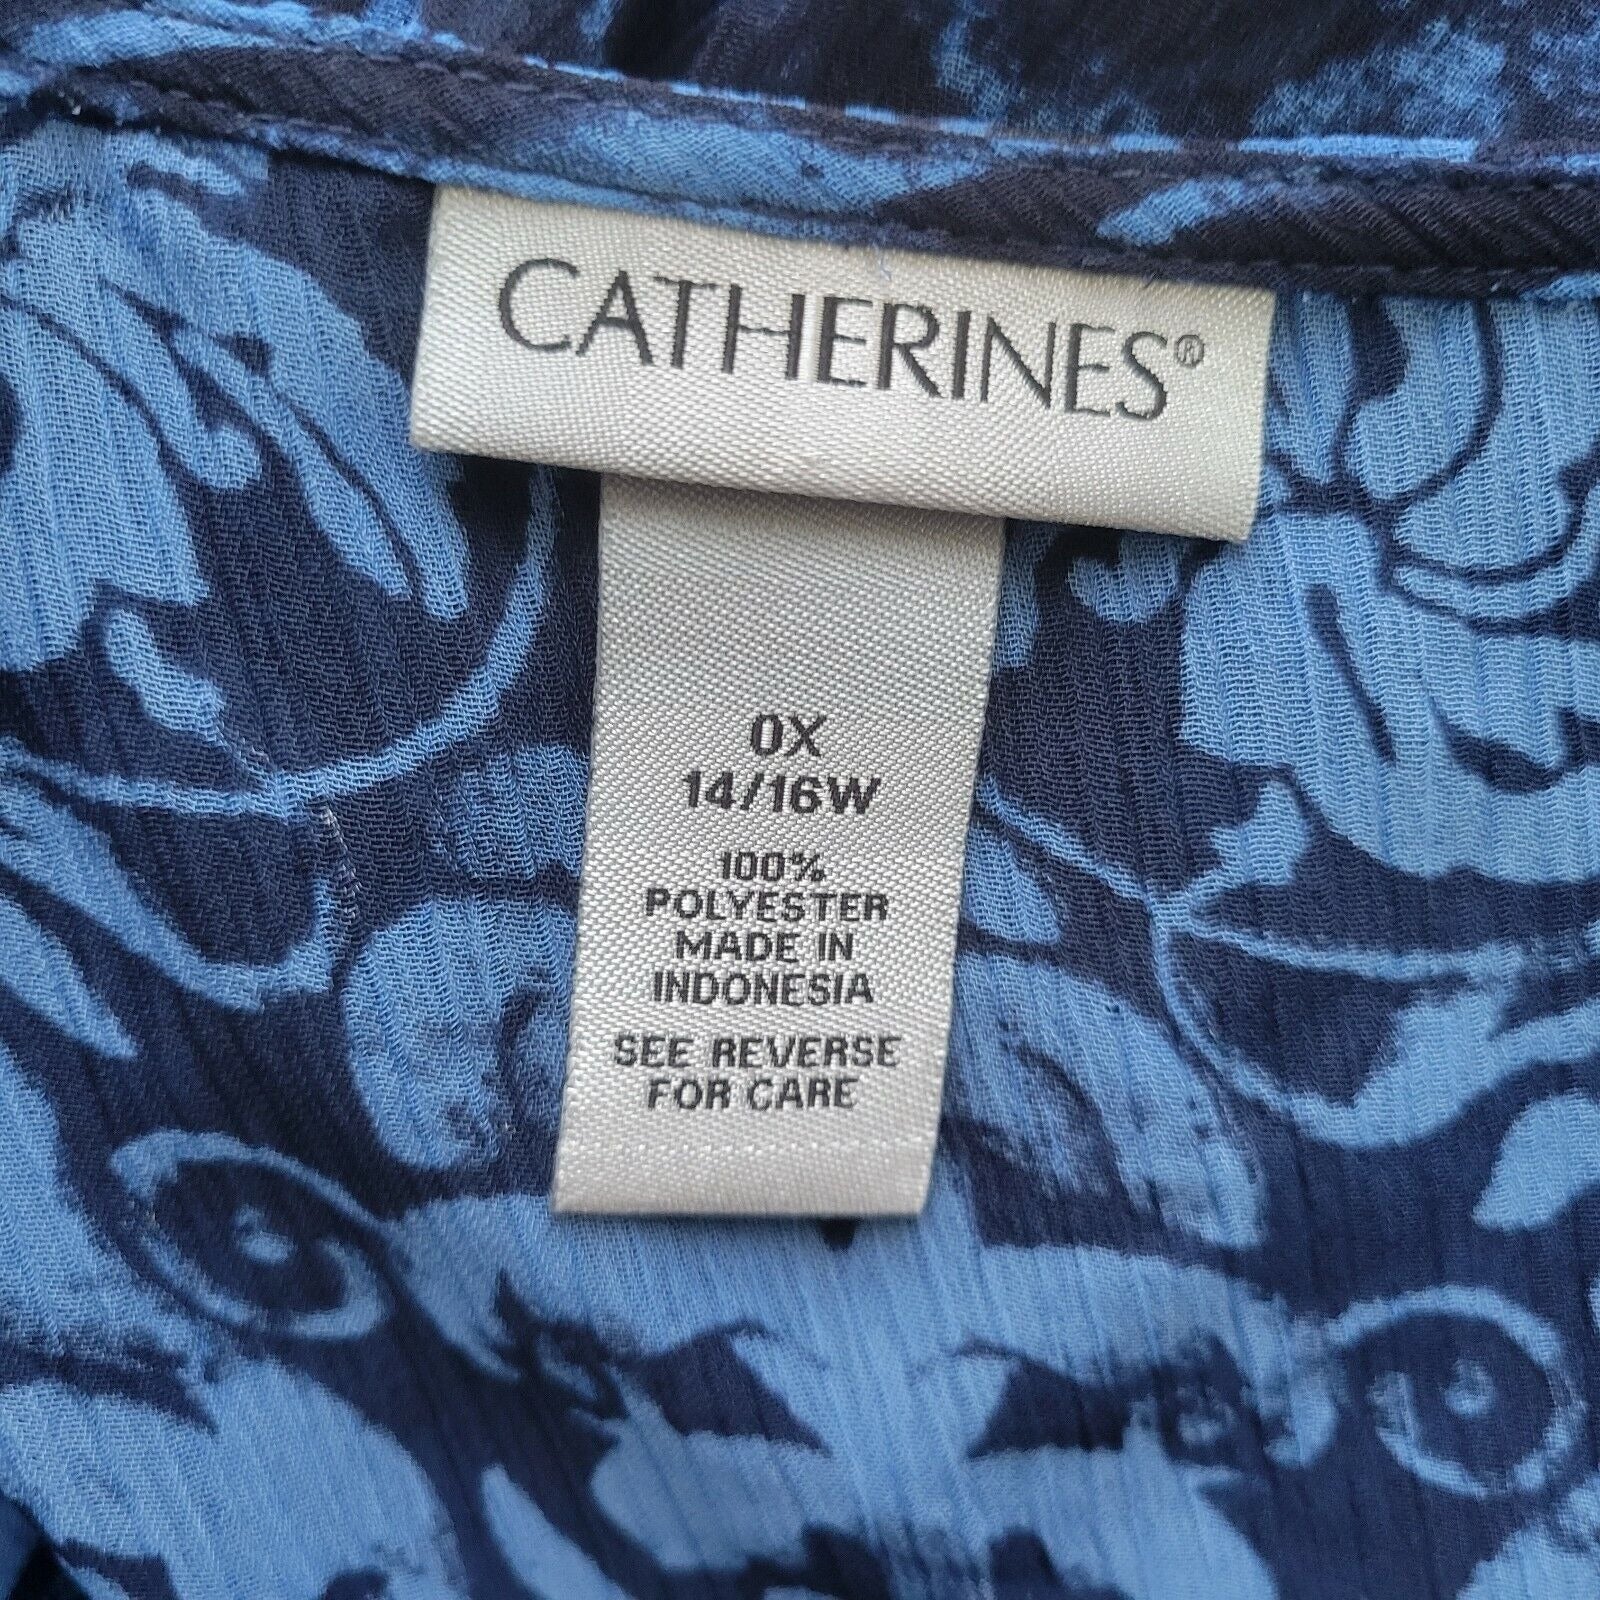 CATHERINES®
0X
14/16W
100%
POLYESTER
MADE IN
INDONESIA
SEE REVERSE
FOR CARE